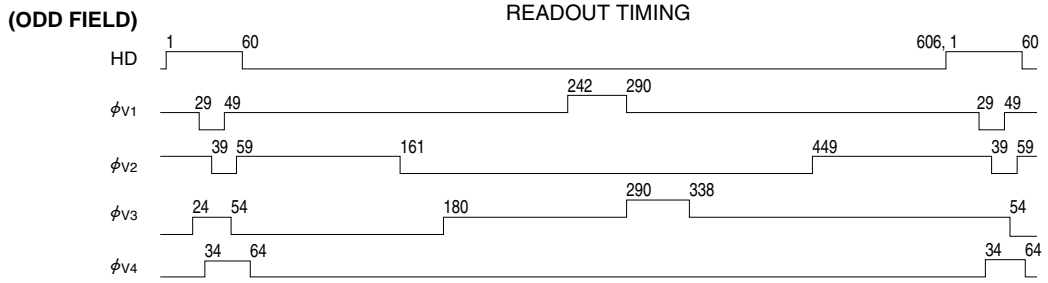 READOUT TIMING
(ODD FIELD)
HD 1 60 606, 1 60
ϕV1 29 49 242 290 29 49
ϕV2 39 59 161 449 39 59
ϕV3 24 54 180 290 338 54
ϕV4 34 64 34 64